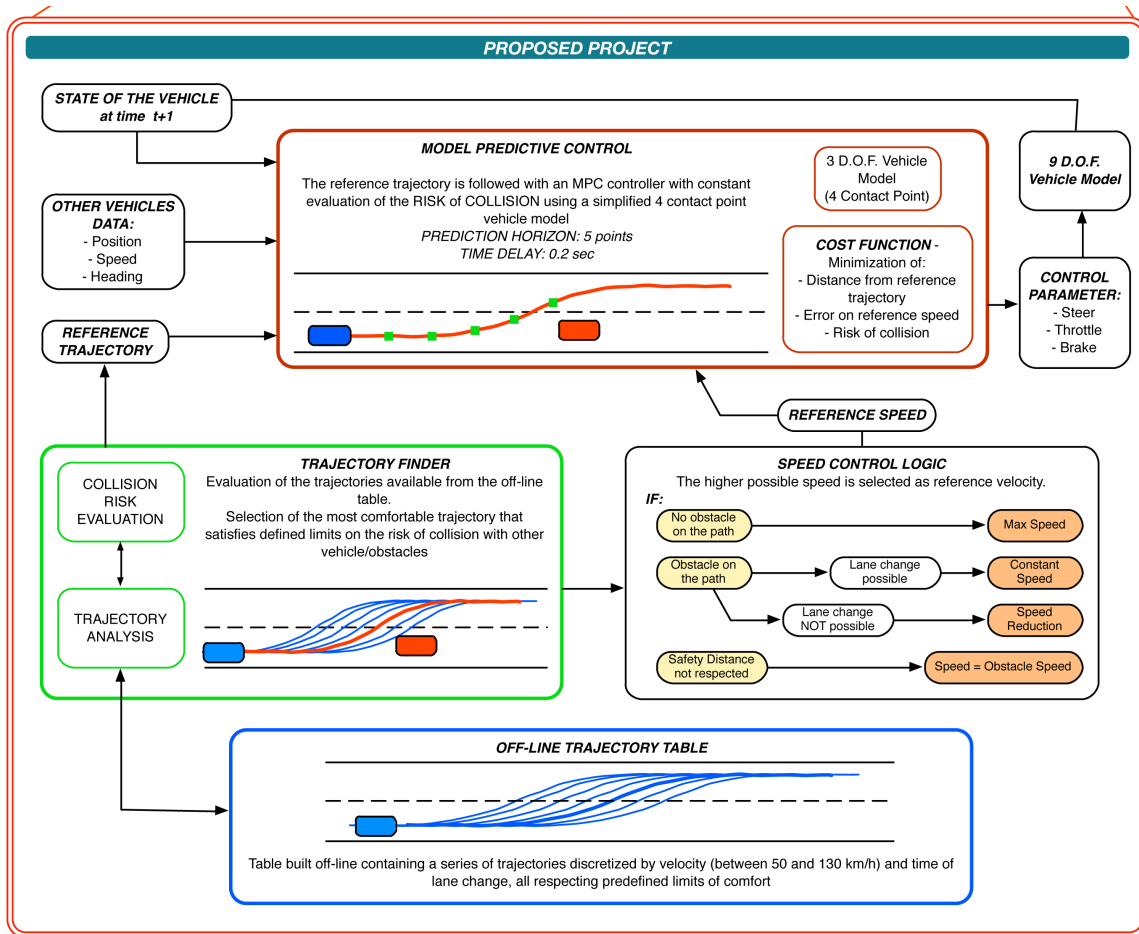 PROPOSED PROJECT
STATE OF THE VEHICLE
at time t+1
OTHER VEHICLES
DATA:
- Position
- Speed
- Heading
REFERENCE
TRAJECTORY
MODEL PREDICTIVE CONTROL
The reference trajectory is followed with an MPC controller with constant
evaluation of the RISK of COLLISION using a simplified 4 contact point
vehicle model
PREDICTION HORIZON: 5 points
TIME DELAY: 0.2 sec
3 D.O.F. Vehicle
Model
(4 Contact Point)
COST FUNCTION -
Minimization of:
- Distance from reference
trajectory
- Error on reference speed
- Risk of collision
9 D.O.F.
Vehicle Model
CONTROL
PARAMETER:
- Steer
- Throttle
- Brake
REFERENCE SPEED
COLLISION
RISK
EVALUATION
TRAJECTORY
ANALYSIS
TRAJECTORY FINDER
Evaluation of the trajectories available from the off-line
table.
Selection of the most comfortable trajectory that
satisfies defined limits on the risk of collision with other
vehicle/obstacles
SPEED CONTROL LOGIC
The higher possible speed is selected as reference velocity.
IF:
No obstacle
on the path
Max Speed
Obstacle on
the path
Lane change
possible
Constant
Speed
Lane change
NOT possible
Speed
Reduction
Safety Distance
not respected
Speed = Obstacle Speed
OFF-LINE TRAJECTORY TABLE
Table built off-line containing a series of trajectories discretized by velocity (between 50 and 130 km/h) and time of
lane change, all respecting predefined limits of comfort